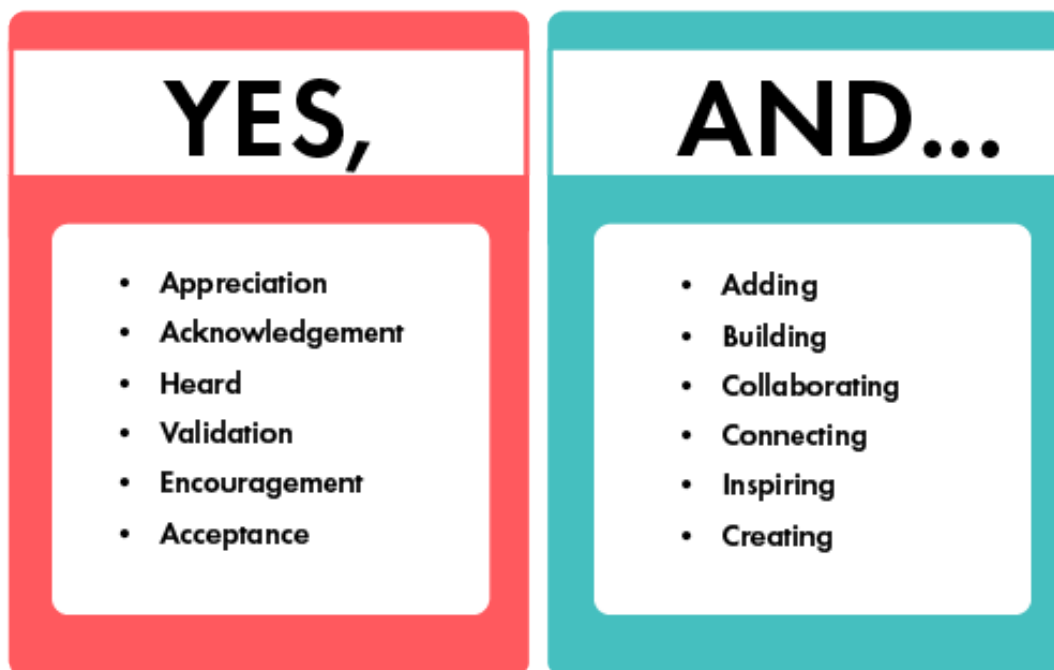 YES,
• Appreciation
• Acknowledgement
• Heard
• Validation
• Encouragement
• Acceptance
AND...
• Adding
• Building
• Collaborating
• Connecting
• Inspiring
• Creating